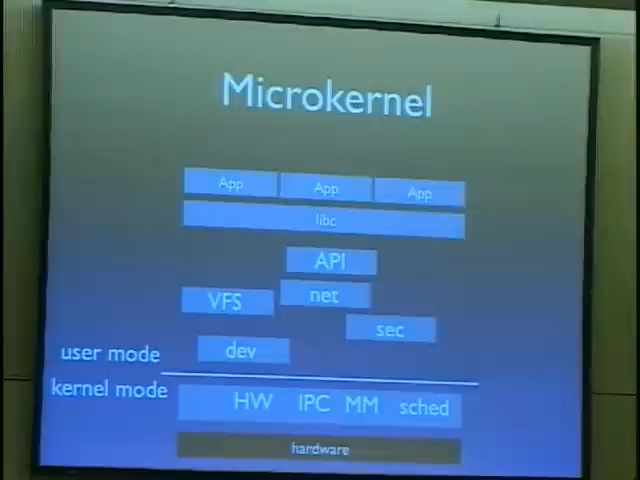 Microkernel
App App App
libc
API
VFS net
sec
dev
user mode
kernel mode
HW IPC MM sched
hardware